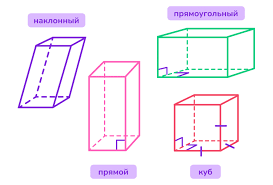 наклонный
прямоугольный
прямой
куб